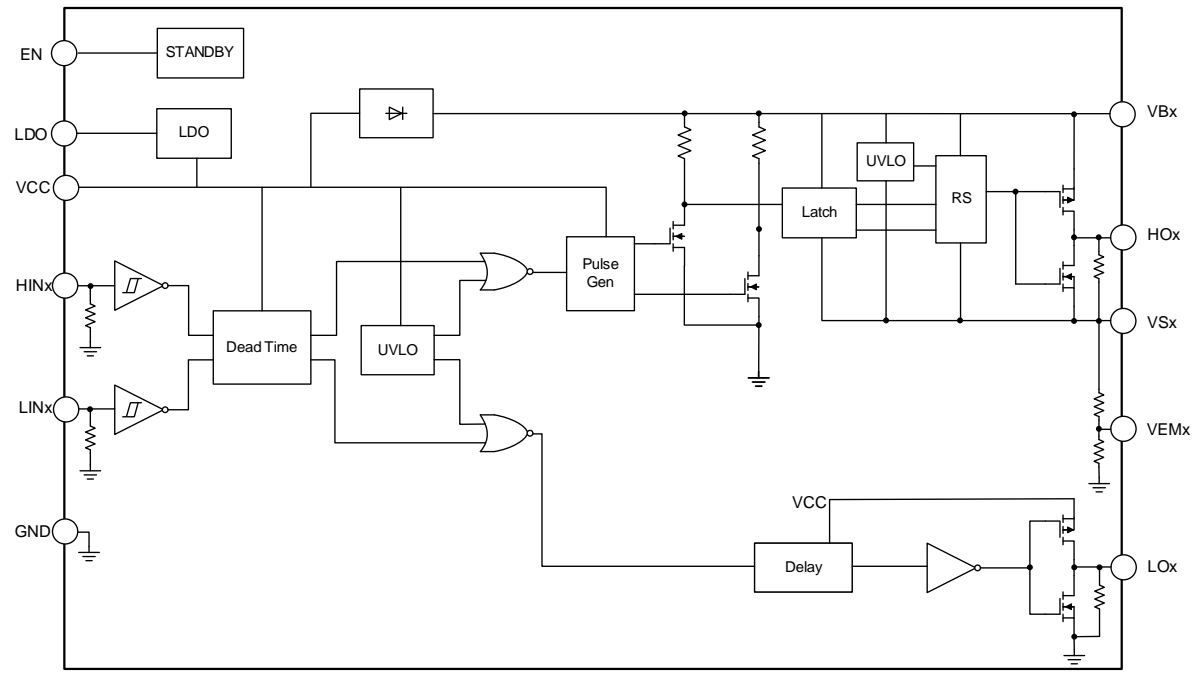 EN
STANDBY
VBx
LDO
LDO
UVLO
VCC
RS
Latch
HOx
Pulse
Gen
HINx
VSx
Dead Time
UVLO
LINx
VEMx
VCC
GND
Delay
LOx